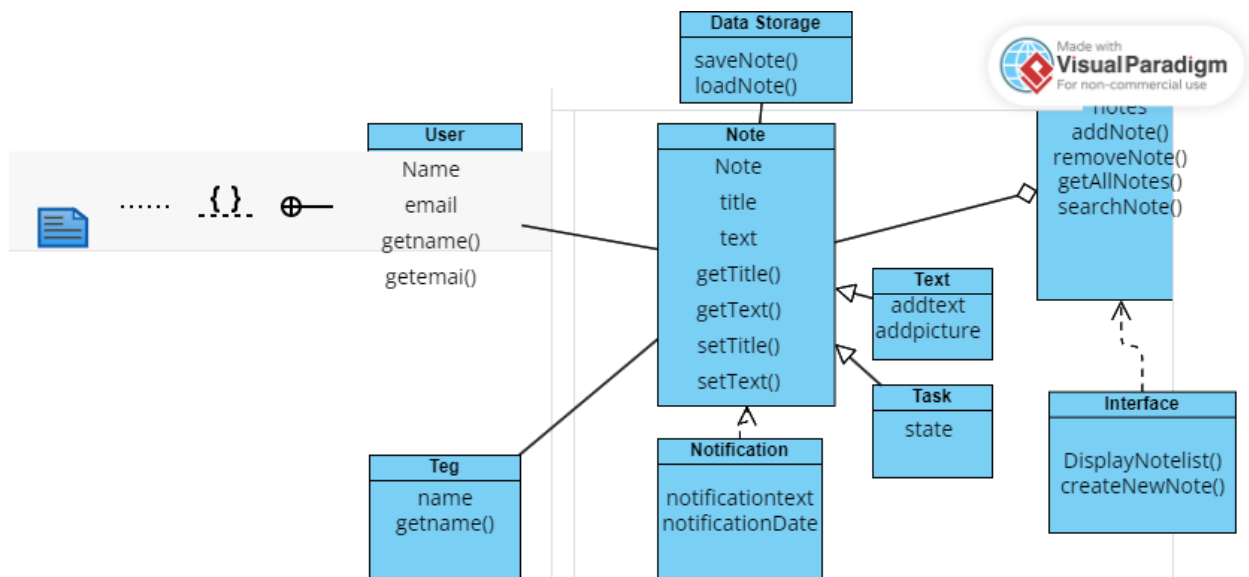 Data Storage
saveNote()
loadNote()
Made with
Visual Paradigm
For non-commercial use
User
Name
email
getname()
getemai()
{}
Note
Note
title
text
getTitle()
getText()
setTitle()
setText()
notes
addNote()
removeNote()
getAllNotes()
searchNote()
Text
addtext
addpicture
Task
state
Interface
DisplayNotelist()
createNewNote()
Teg
name
getname()
Notification
notificationtext
notificationDate